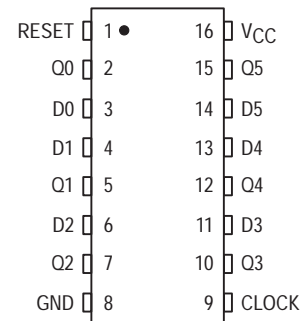 RESET 1 16 VCC
Q0 2 15 Q5
D0 3 14 D5
D1 4 13 D4
Q1 5 12 Q4
D2 6 11 D3
Q2 7 10 Q3
GND 8 9 CLOCK